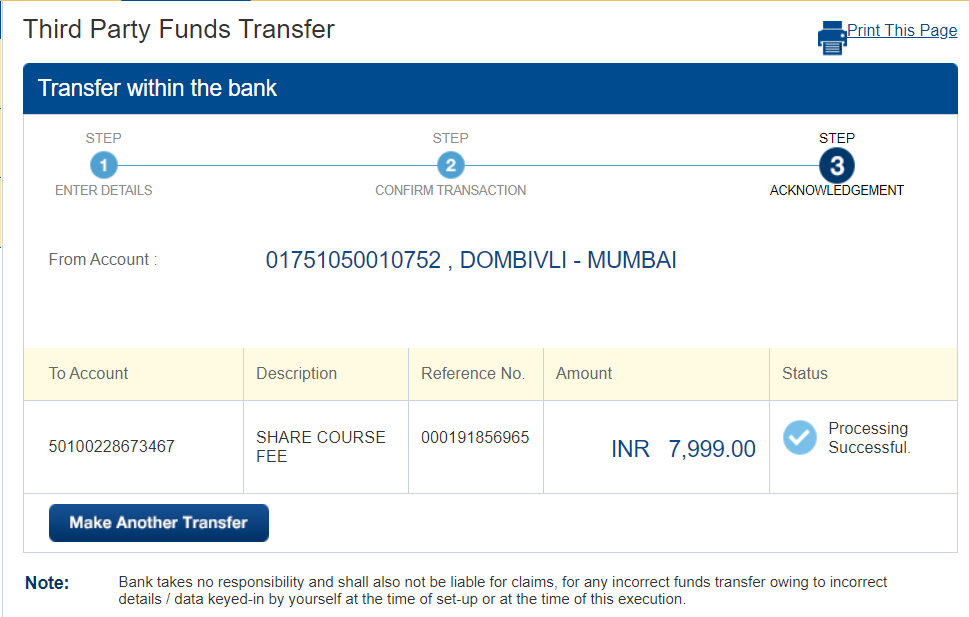 Third Party Funds Transfer
Print This Page
Transfer within the bank
STEP
1
ENTER DETAILS
STEP
2
CONFIRM TRANSACTION
STEP
3
ACKNOWLEDGEMENT
From Account :
01751050010752 , DOMBIVLI - MUMBAI
To Account
Description
Reference No.
Amount
Status
50100228673467
SHARE COURSE
FEE
000191856965
INR 7,999.00
Processing
Successful.
Make Another Transfer
Note:
Bank takes no responsibility and shall also not be liable for claims, for any incorrect funds transfer owing to incorrect
details / data keyed-in by yourself at the time of set-up or at the time of this execution.